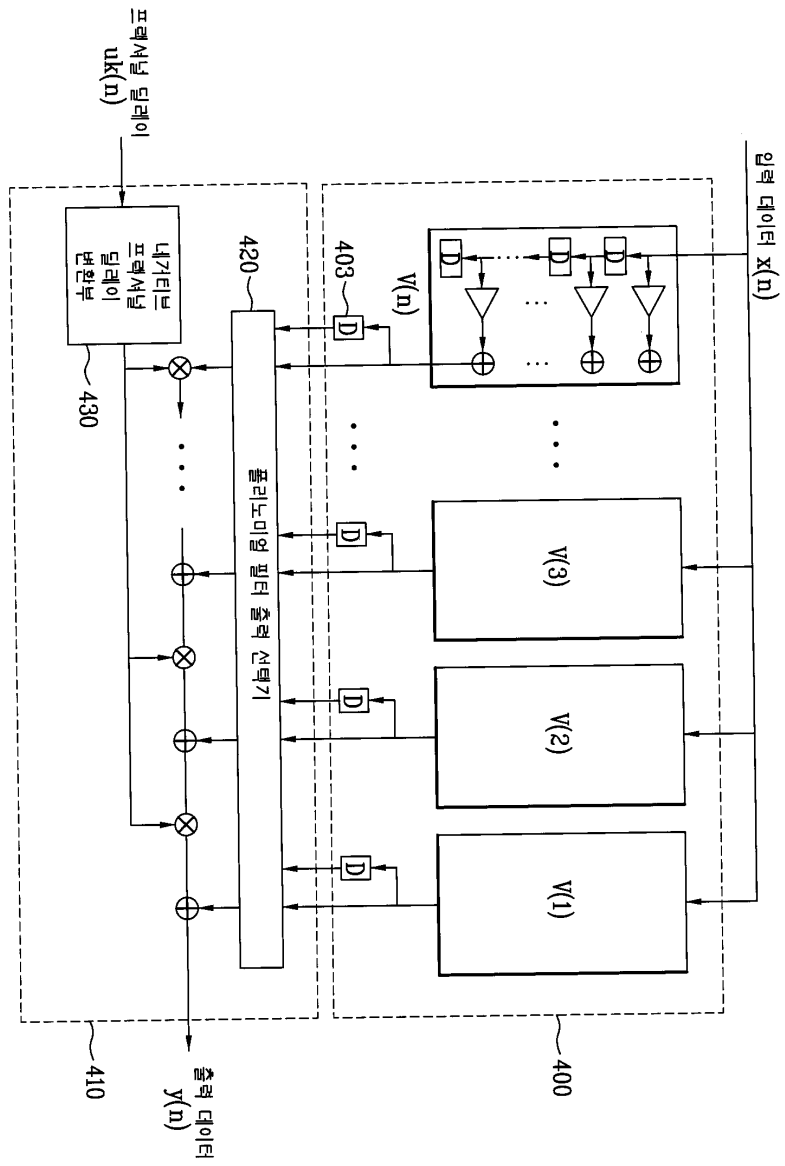 입력 데이터 x(n)
D
D
D
V(n)
V(3)
V(2)
V(1)
400
403
D
D
D
D
420
폴리노미얼 필터 출력 선택기
프랙셔널 딜레이
uk(n)
네거티브
프랙셔널
딜레이
변환부
430
410
출력 데이터
y(n)